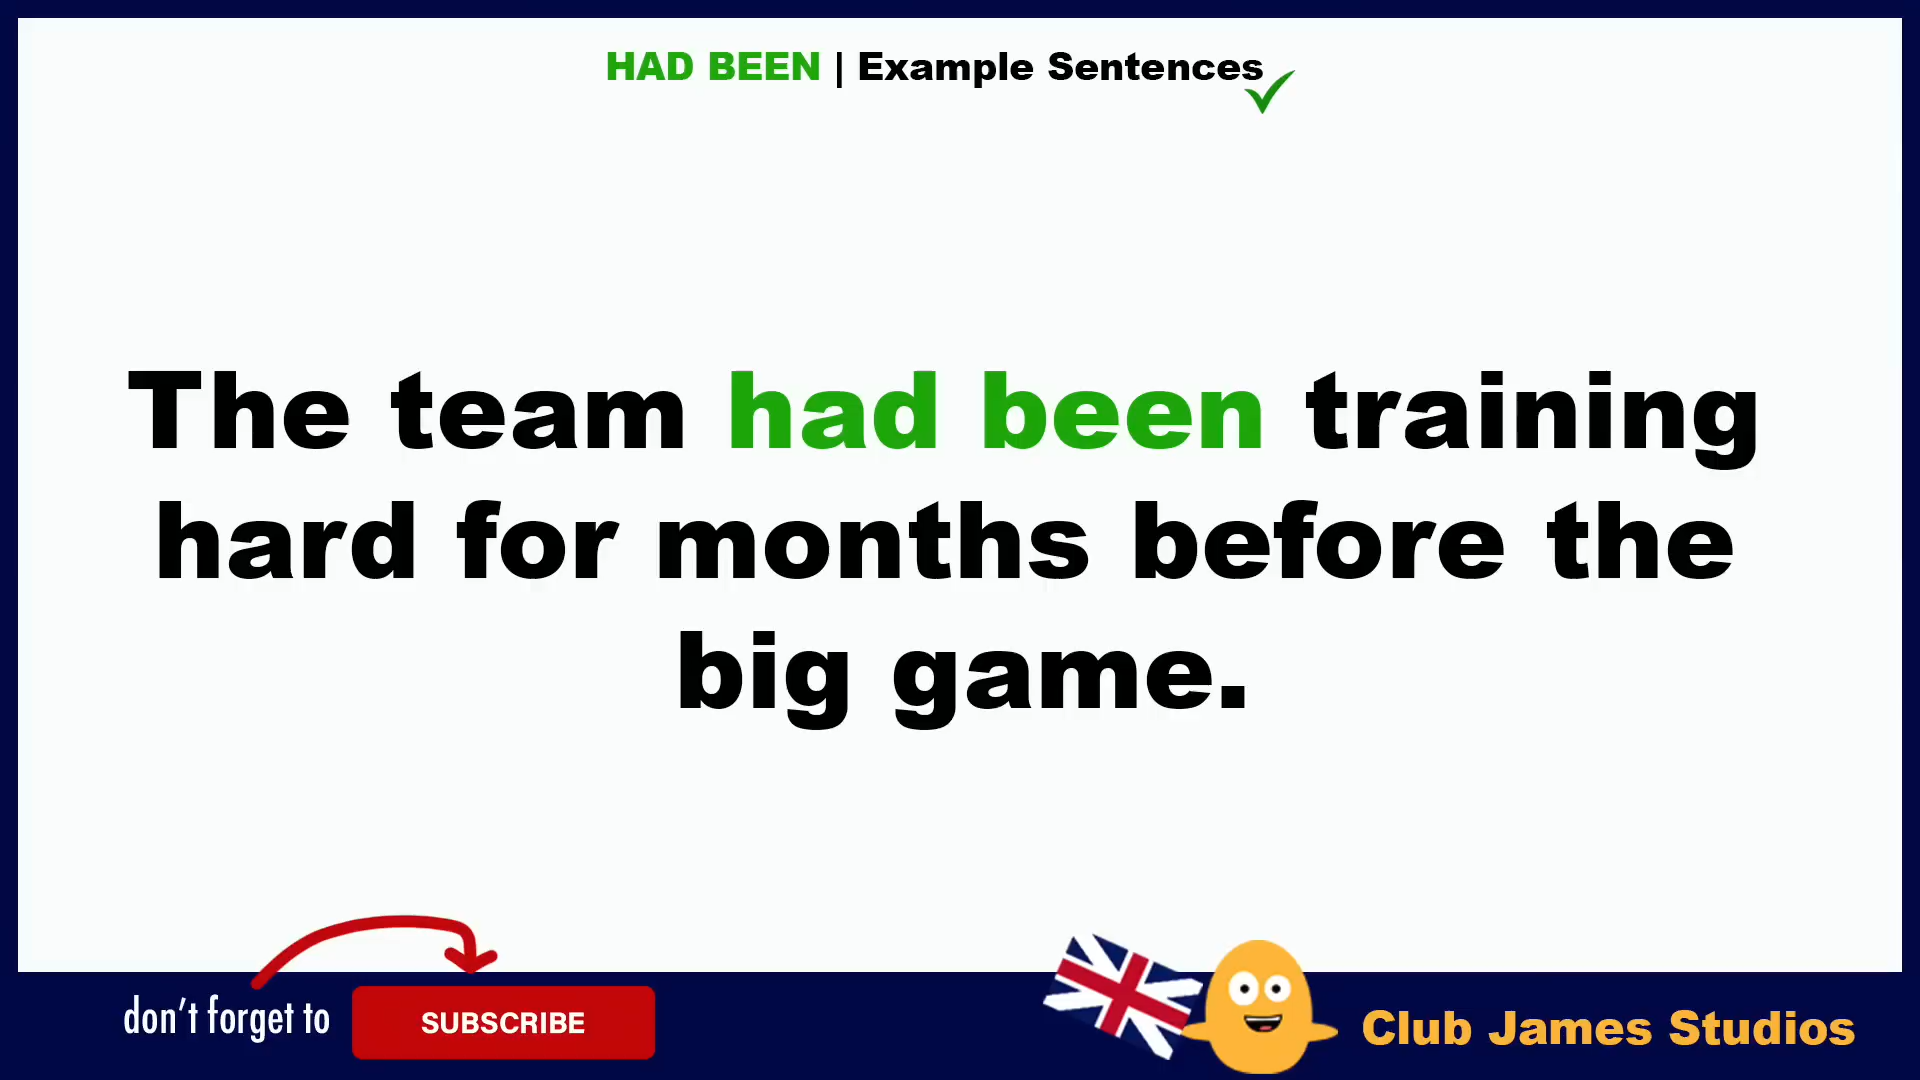 HAD BEEN | Example Sentences
The team had been training
hard for months before the
big game.
don't forget to
SUBSCRIBE
Club James Studios